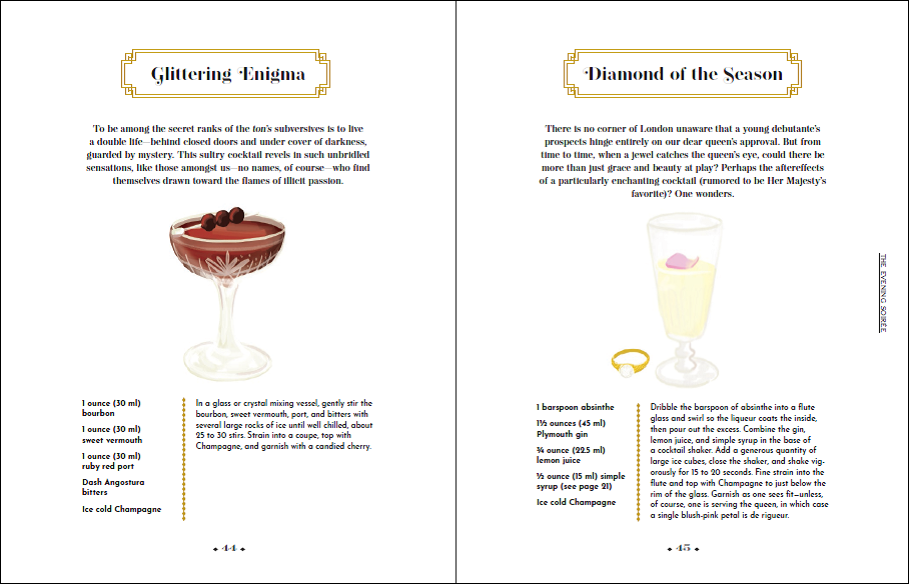 Glittering Enigma
To be among the secret ranks of the ton's subversives is to live
a double life—behind closed doors and under cover of darkness,
guarded by mystery. This sultry cocktail revels in such unbridled
sensations, like those amongst us—no names, of course—who find
themselves drawn toward the flames of illicit passion.
1 ounce (30 ml)
bourbon
1 ounce (30 ml)
sweet vermouth
1 ounce (30 ml)
ruby red port
Dash Angostura
bitters
Ice cold Champagne
In a glass or crystal mixing vessel, gently stir the
bourbon, sweet vermouth, port, and bitters with
several large rocks of ice until well chilled, about
25 to 30 stirs. Strain into a coupe, top with
Champagne, and garnish with a candied cherry.
44
Diamond of the Season
There is no corner of London unaware that a young debutante's
prospects hinge entirely on our dear queen's approval. But from
time to time, when a jewel catches the queen's eye, could there be
more than just grace and beauty at play? Perhaps the aftereffects
of a particularly enchanting cocktail (rumored to be Her Majesty's
favorite)? One wonders.
THE EVENING SOIREE
1 barspoon absinthe
1½ ounces (45 ml)
Plymouth gin
¾ ounce (22.5 ml)
lemon juice
½ ounce (15 ml) simple
syrup (see page 21)
Ice cold Champagne
Dribble the barspoon of absinthe into a flute
glass and swirl so the liqueur coats the inside,
then pour out the excess. Combine the gin,
lemon juice, and simple syrup in the base of
a cocktail shaker. Add a generous quantity of
large ice cubes, close the shaker, and shake vig-
orously for 15 to 20 seconds. Fine strain into the
flute and top with Champagne to just below the
rim of the glass. Garnish as one sees fit—unless,
of course, one is serving the queen, in which case
a single blush-pink petal is de rigueur.
45